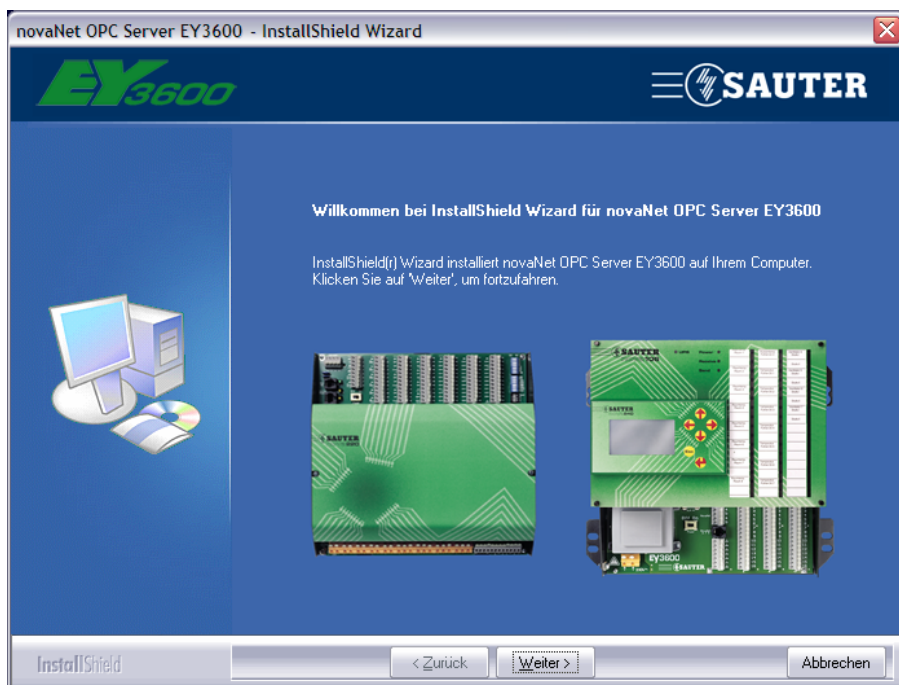 novaNet OPC Server EY3600 - InstallShield Wizard
EY3600
SAUTER
Willkommen bei InstallShield Wizard für novaNet OPC Server EY3600
InstallShield(r) Wizard installiert novaNet OPC Server EY3600 auf Ihrem Computer.
Klicken Sie auf 'Weiter', um fortzufahren.
SAUTER
SAUTER
SAUTER
EY3600
SAUTER
InstallShield
< Zurück
Weiter >
Abbrechen